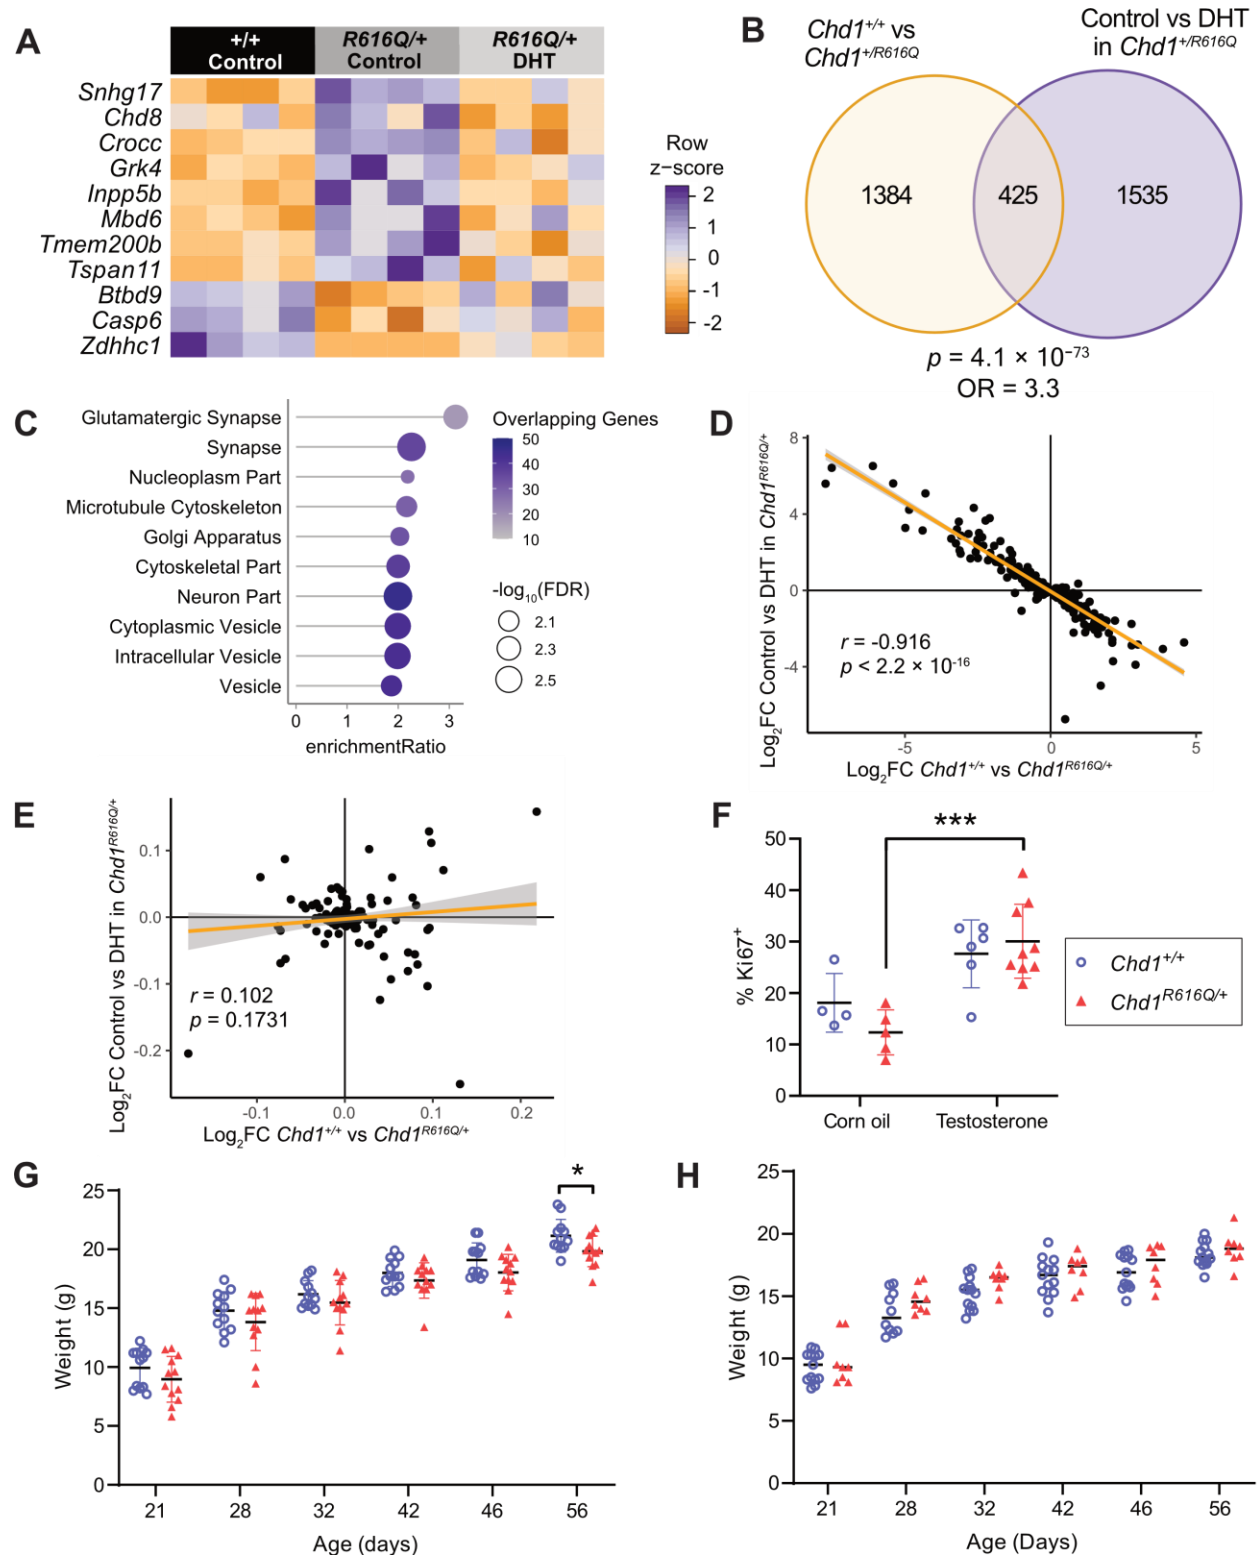 A
+/+
Control
R616Q/+
Control
R616Q/+
DHT
Snhg17
Chd8
Crocc
Grk4
Inpp5b
Mbd6
Tmem200b
Tspan11
Btbd9
Casp6
Zdhhc1
Row
z−score
2
1
0
-1
-2
B
Chd1+/+ vs
Chd1+/R616Q
Control vs DHT
in Chd1+/R616Q
1384
425
1535
p = 4.1 × 10−73
OR = 3.3
C
Glutamatergic Synapse
Synapse
Nucleoplasm Part
Microtubule Cytoskeleton
Golgi Apparatus
Cytoskeletal Part
Neuron Part
Cytoplasmic Vesicle
Intracellular Vesicle
Vesicle
0 1 2 3
enrichmentRatio
Overlapping Genes
50
40
30
20
10
-log10(FDR)
2.1
2.3
2.5
D
Log2FC Control vs DHT in Chd1R616Q/+
8
4
0
-4
r = -0.916
p < 2.2 × 10-16
-5 0 5
Log2FC Chd1+/+ vs Chd1R616Q/+
E
Log2FC Control vs DHT in Chd1R616Q/+
0.1
0.0
-0.1
-0.2
r = 0.102
p = 0.1731
-0.1 0.0 0.1 0.2
Log2FC Chd1+/+ vs Chd1R616Q/+
F
% Ki67+
50
40
30
20
10
0
***
Corn oil Testosterone
Chd1+/+
Chd1R616Q/+
G
Weight (g)
25
20
15
10
5
0
*
21 28 32 42 46 56
Age (days)
H
Weight (g)
25
20
15
10
5
0
21 28 32 42 46 56
Age (Days)